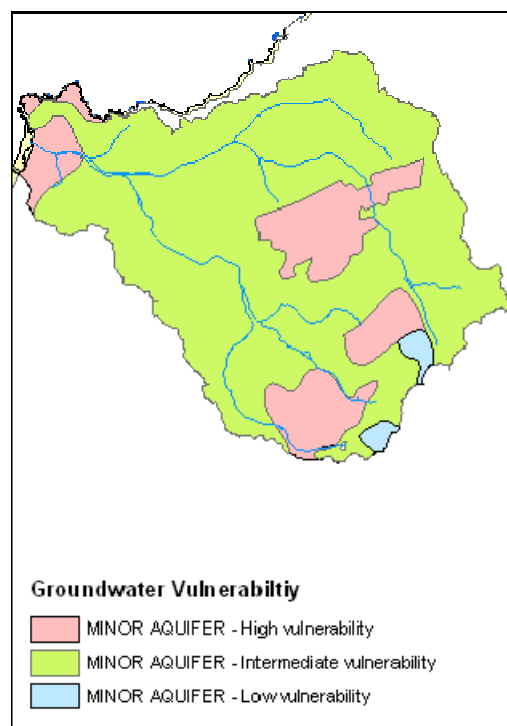 Groundwater Vulnerabiltiy
MINOR AQUIFER - High vulnerability
MINOR AQUIFER - Intermediate vulnerability
MINOR AQUIFER - Low vulnerability